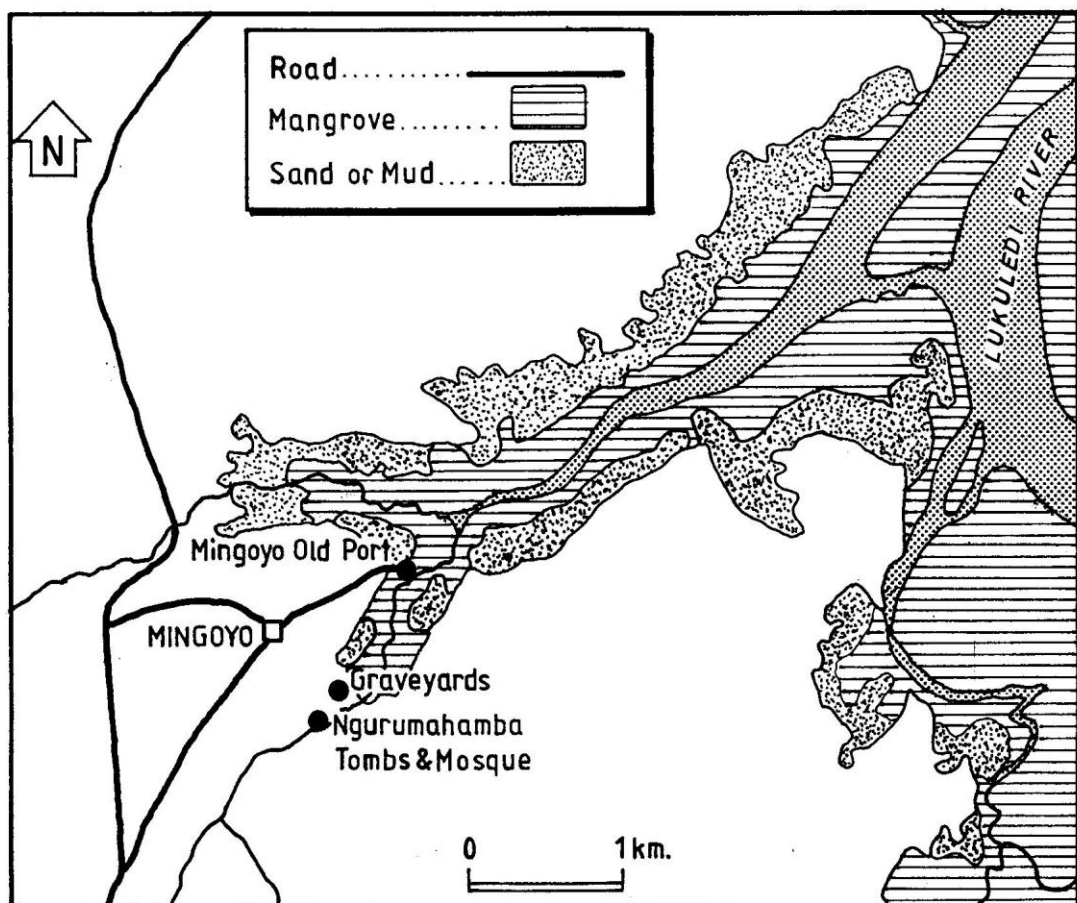 Road............
Mangrove..........
Sand or Mud......
N
LUKULEDI RIVER
Mingoyo Old Port
MINGOYO
Graveyards
Ngurumahamba
Tombs & Mosque
0 1 km.